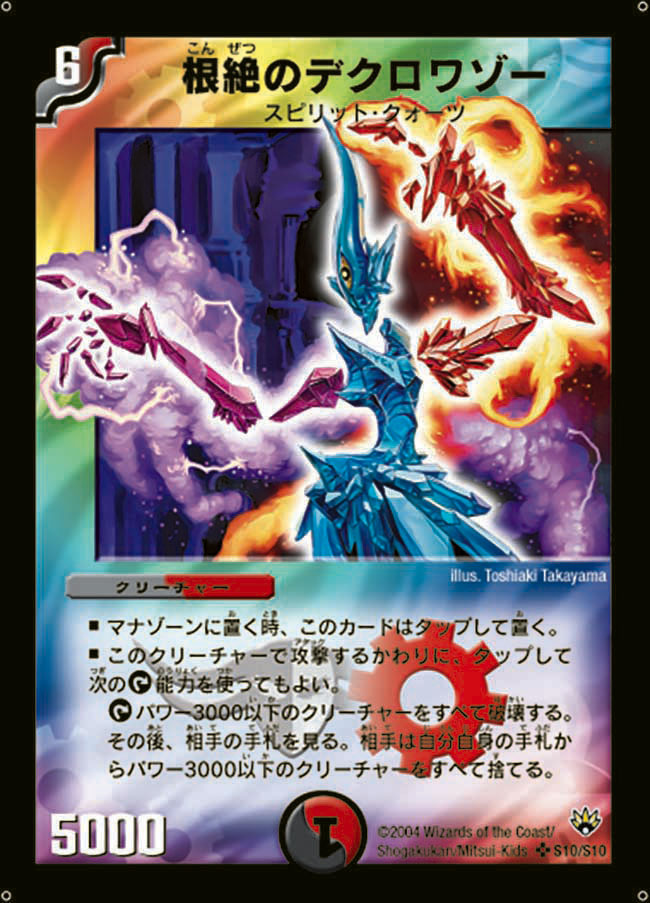 6
こん ぜつ
根絶のデクロワゾー
スピリット・クォーツ
illus. Toshiaki Takayama
クリーチャー
■ マナゾーンに置く時、このカードはタップして置く。
■ このクリーチャーで攻撃するかわりに、タップして
次の能力を使ってもよい。
パワー3000以下のクリーチャーをすべて破壊する。
その後、相手の手札を見る。相手は自分自身の手札か
らパワー3000以下のクリーチャーをすべて捨てる。
5000
©2004 Wizards of the Coast/
Shogakukan/Mitsui-Kids S10/S10